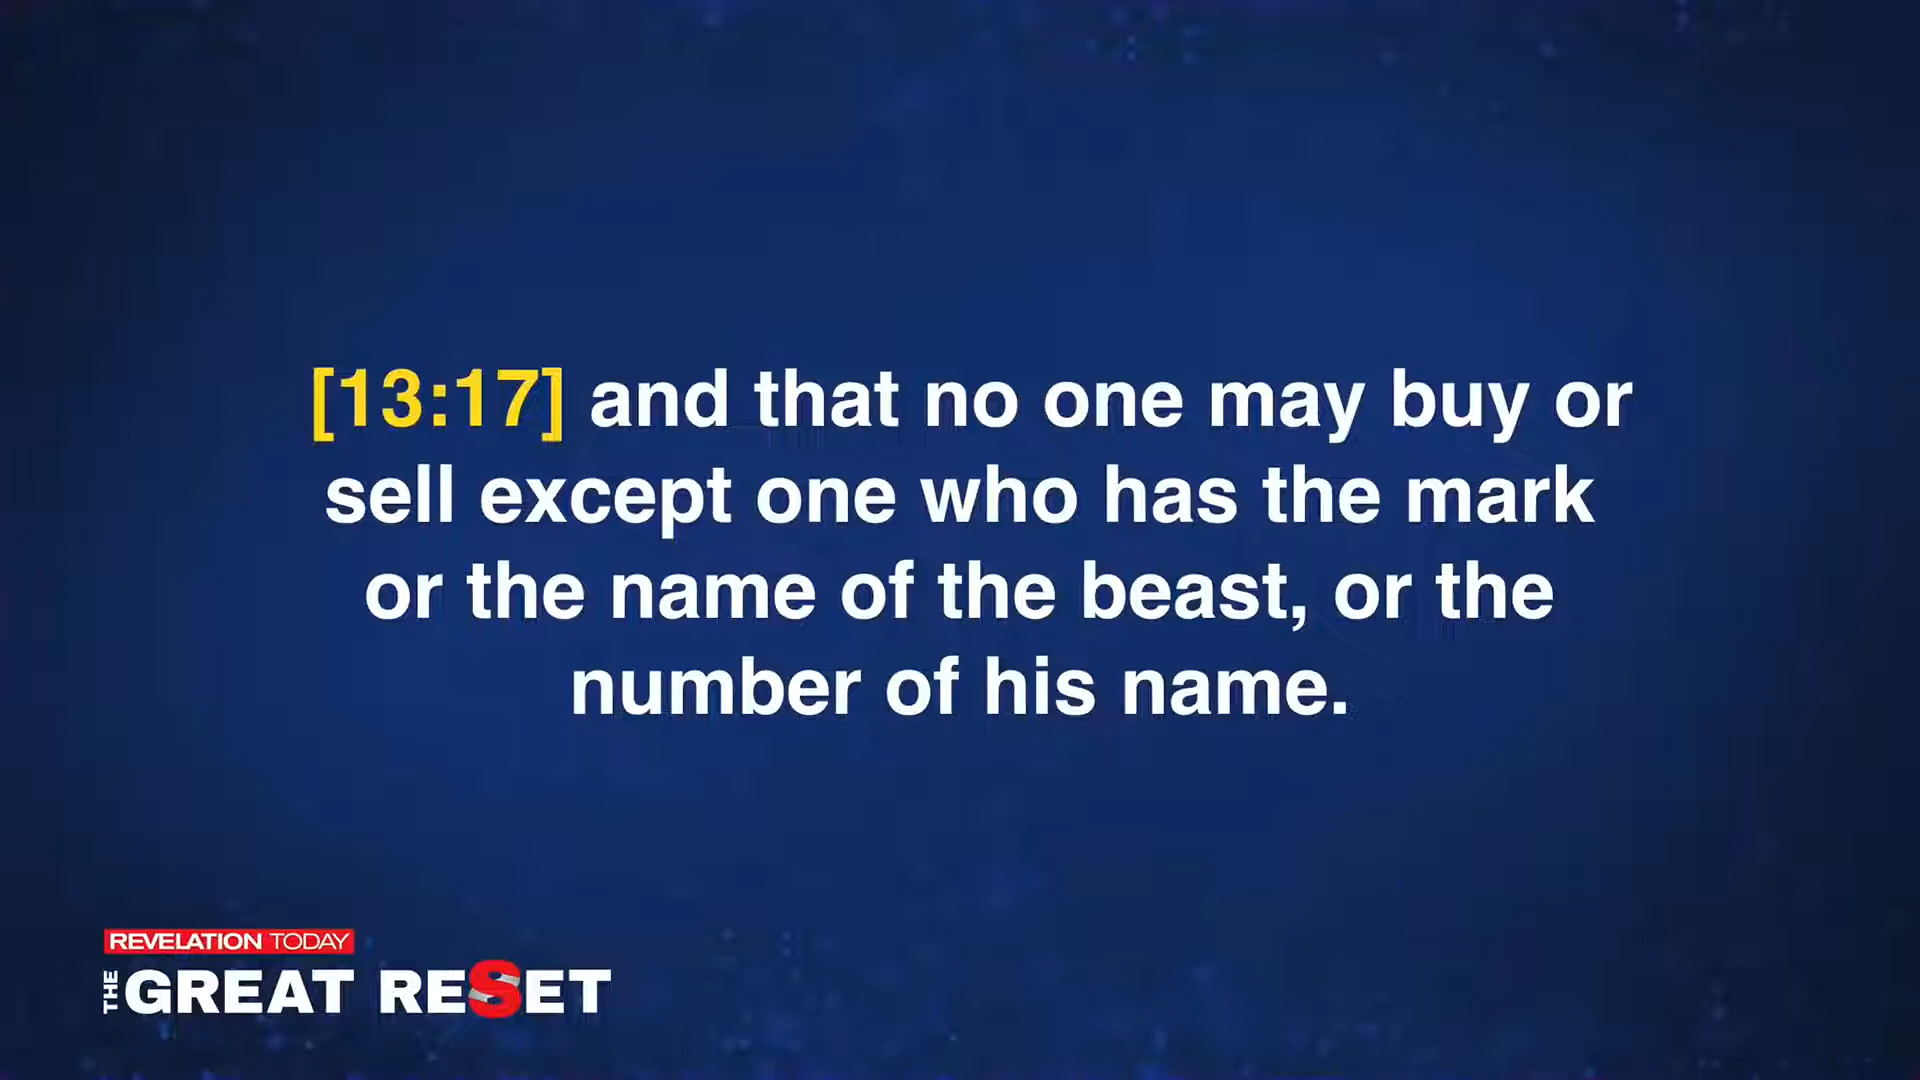 [13:17] and that no one may buy or
sell except one who has the mark
or the name of the beast, or the
number of his name.
REVELATION TODAY
THE GREAT RESET